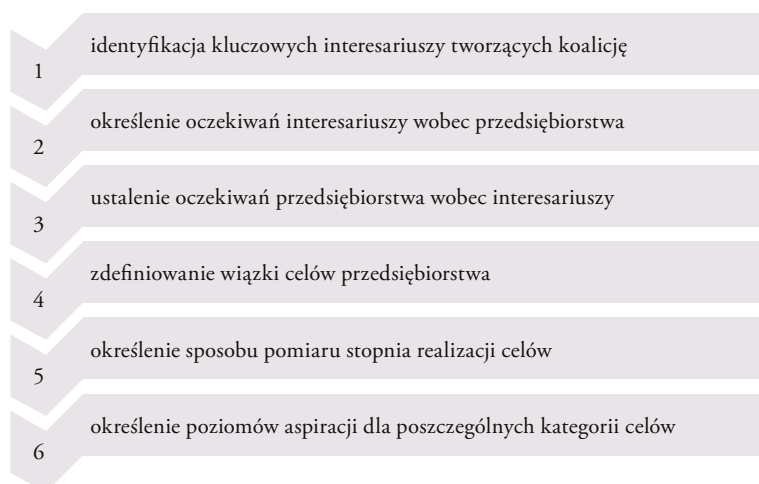 1 identyfikacja kluczowych interesariuszy tworzących koalicję
2 określenie oczekiwań interesariuszy wobec przedsiębiorstwa
3 ustalenie oczekiwań przedsiębiorstwa wobec interesariuszy
4 zdefiniowanie wiązki celów przedsiębiorstwa
5 określenie sposobu pomiaru stopnia realizacji celów
6 określenie poziomów aspiracji dla poszczególnych kategorii celów